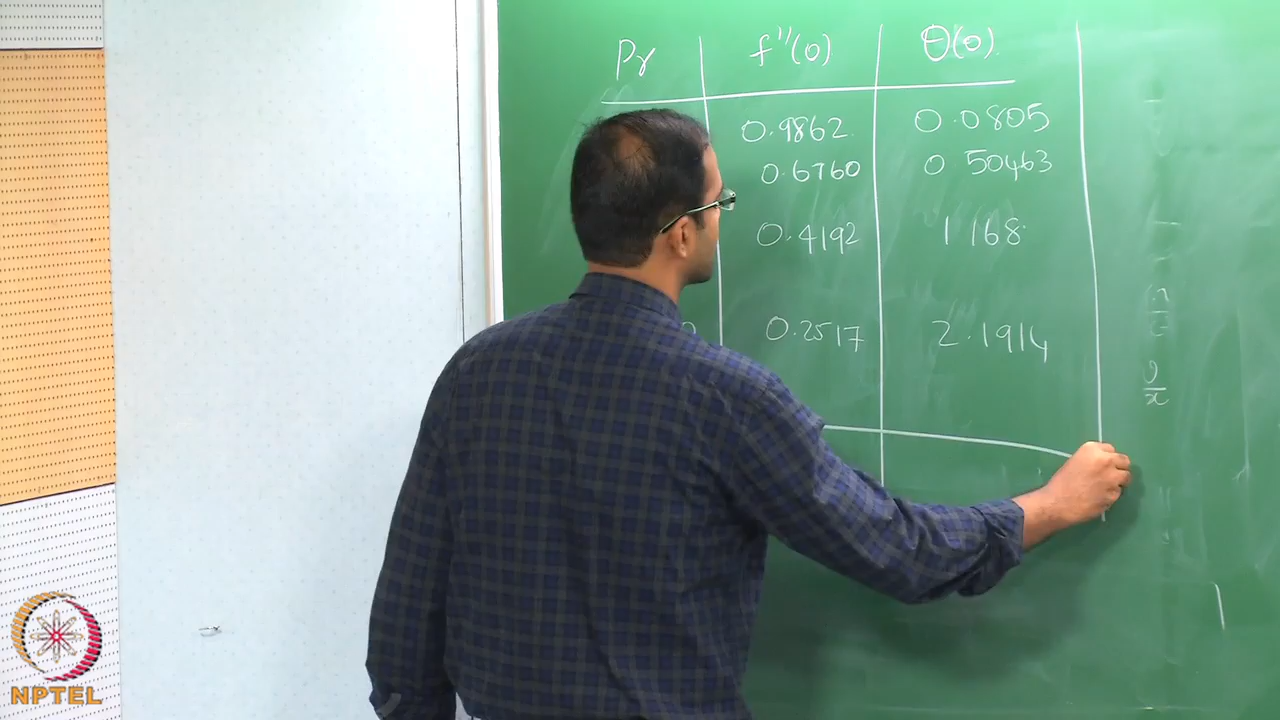 Pr f''(0) θ(0)
0.9862 0.0805
0.6760 0 50463
0.4192 1 168
0.2517 2.1914
NPTEL